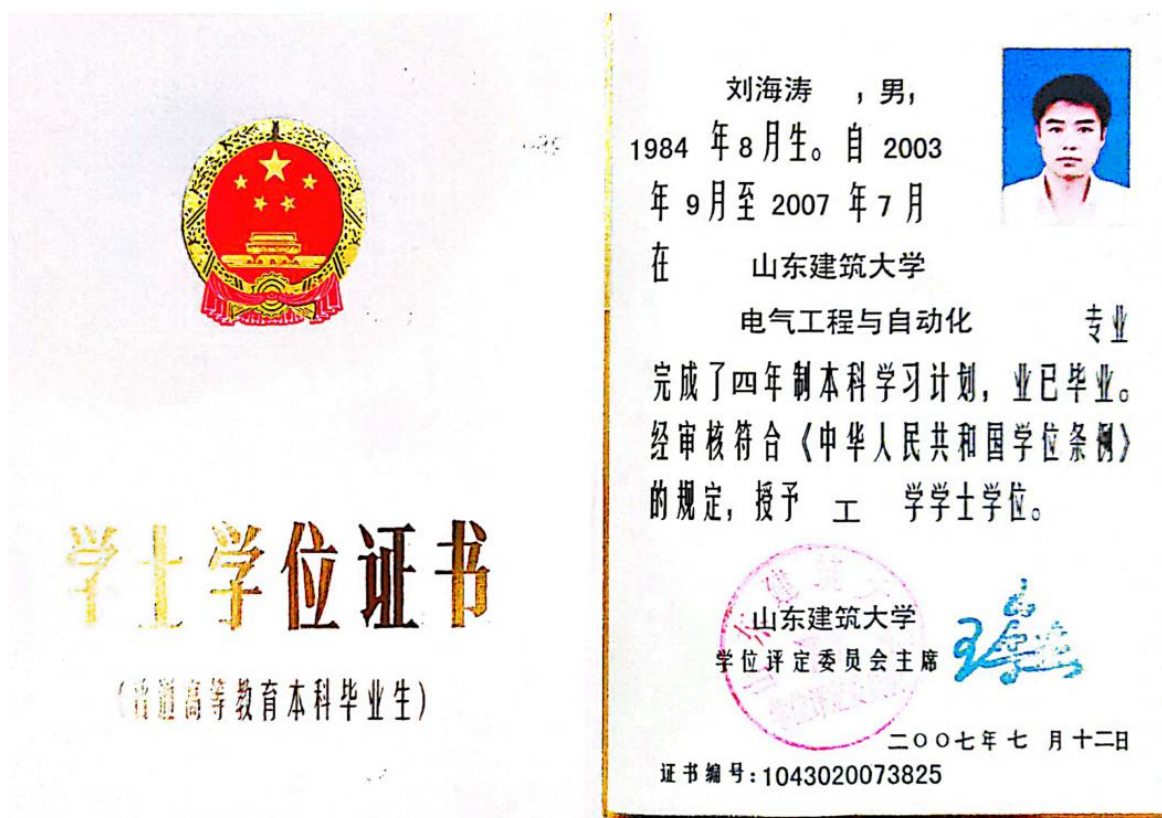 学士学位证书
(普通高等教育本科毕业生)
刘海涛 ，男，
1984 年 8 月生。自 2003
年 9 月至 2007 年 7 月
在 山东建筑大学
电气工程与自动化 专业
完成了四年制本科学习计划，业已毕业。
经审核符合《中华人民共和国学位条例》
的规定，授予 工 学学士学位。
山东建筑大学
学位评定委员会主席
二〇〇七年 七 月 十二日
证书编号:1043020073825